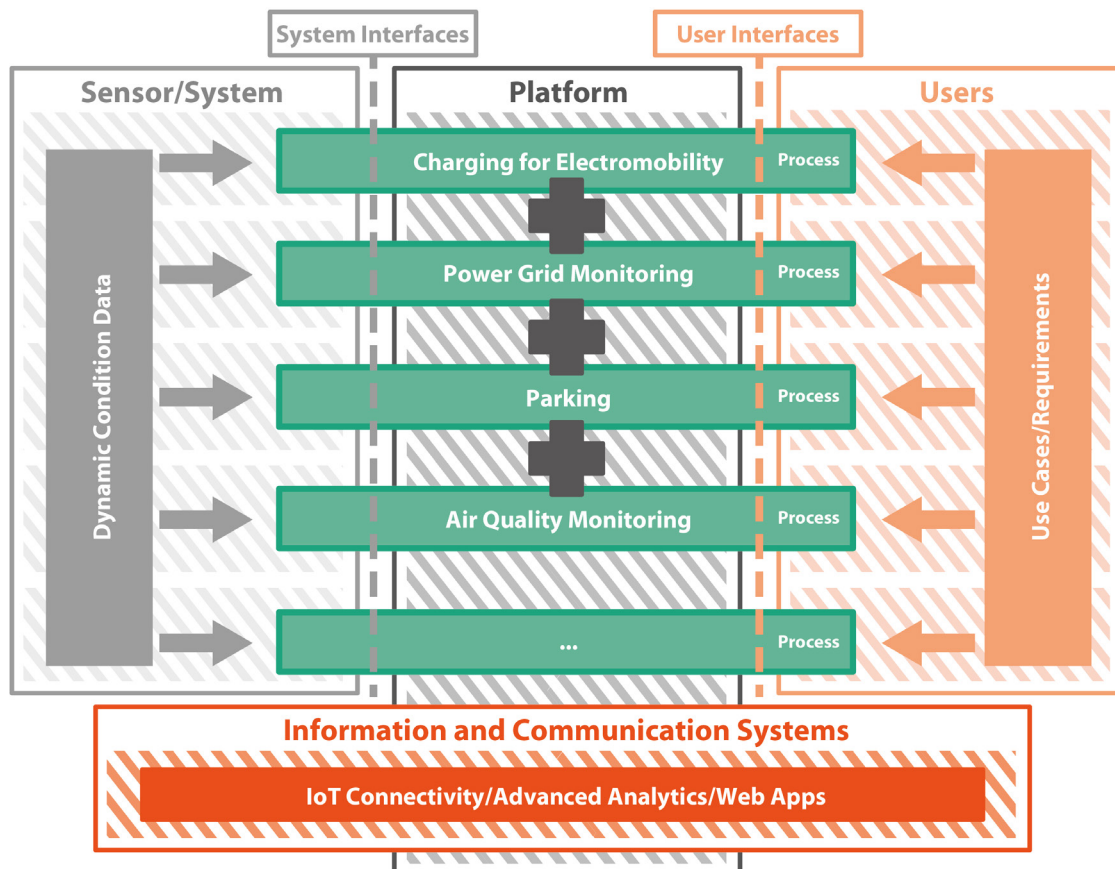 System Interfaces
User Interfaces
Sensor/System
Platform
Users
Charging for Electromobility
Process
Power Grid Monitoring
Process
Parking
Process
Air Quality Monitoring
Process
...
Process
Dynamic Condition Data
Use Cases/Requirements
Information and Communication Systems
IoT Connectivity/Advanced Analytics/Web Apps